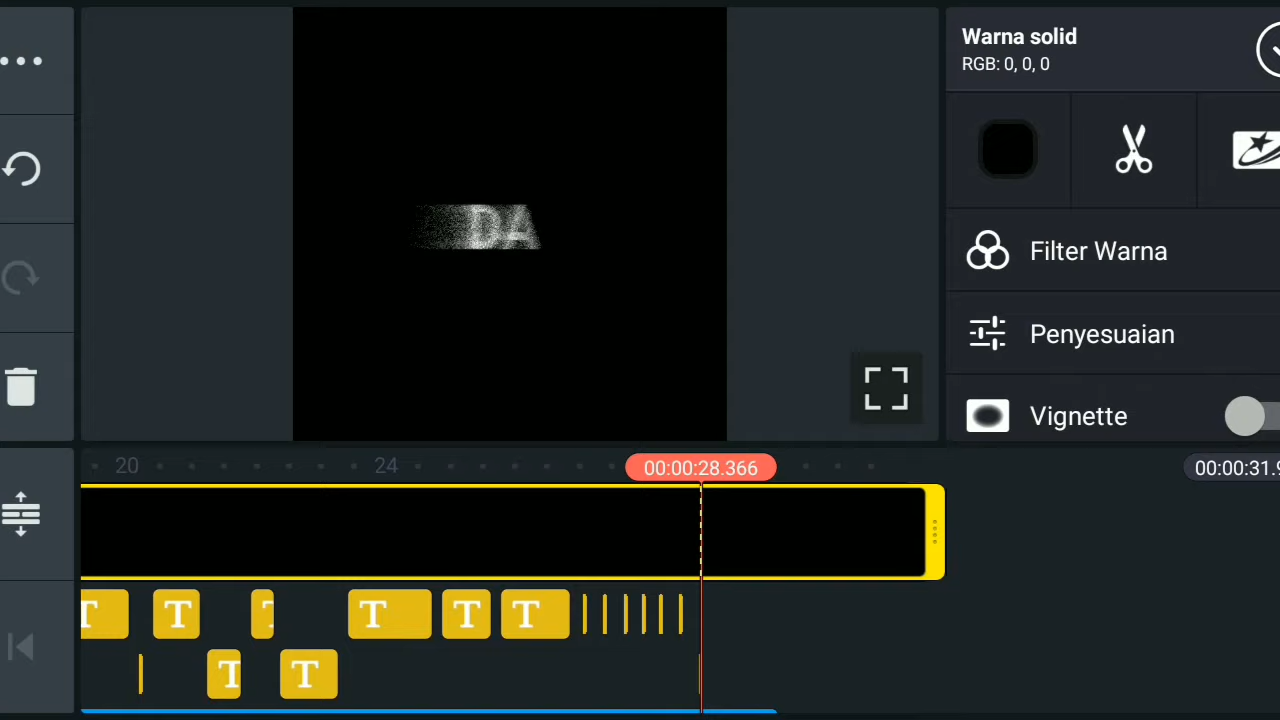 Warna solid
RGB: 0, 0, 0
DA
Filter Warna
Penyesuaian
Vignette
20
24
00:00:28.366
00:00:31.9
T
T
T
T
T
T
T
T